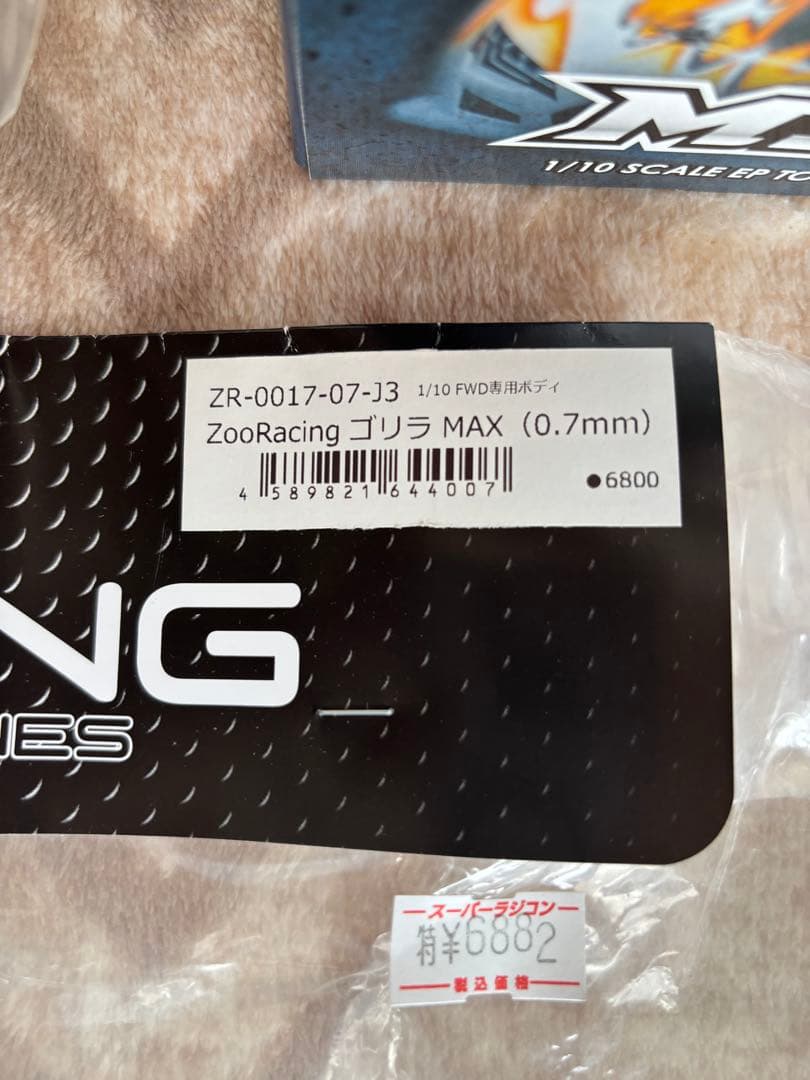 1/10 SCALE EP
ZR-0017-07-J3 1/10 FWD専用ボディ
ZooRacing ゴリラ MAX（0.7mm）
4 589821 644007
●6800
NG
IES
スーパーラジコン
符¥6882
税込価格